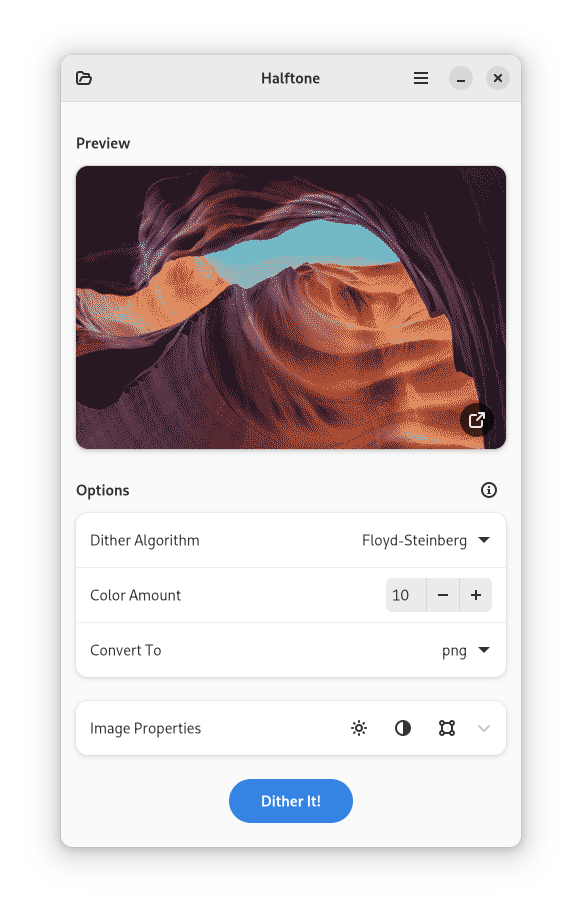 Halftone
Preview
Options
Dither Algorithm Floyd-Steinberg
Color Amount 10
Convert To png
Image Properties
Dither It!